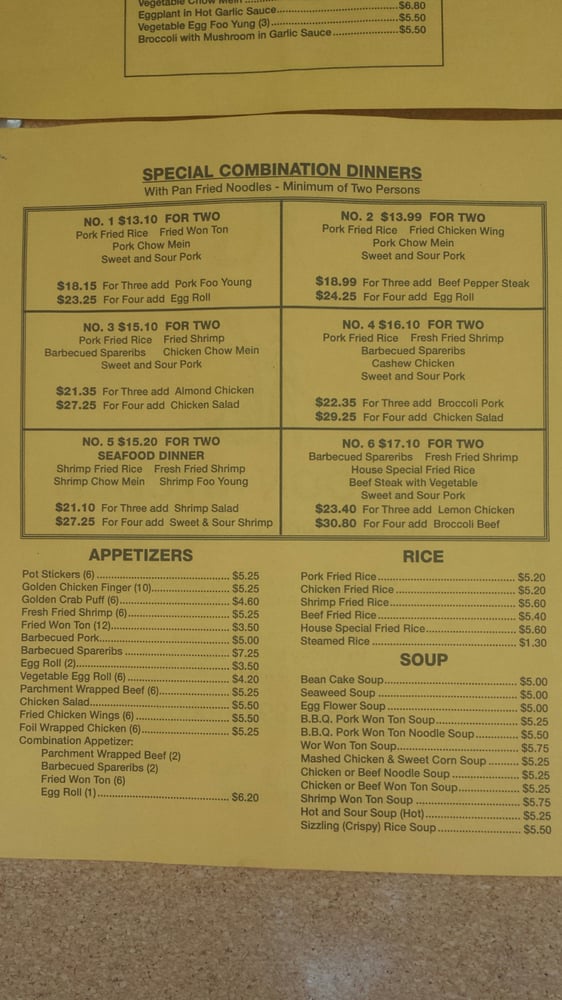 Vegetable Chow Mein
Eggplant in Hot Garlic Sauce $6.80
Vegetable Egg Foo Yung (3) $5.50
Broccoli with Mushroom in Garlic Sauce $5.50
SPECIAL COMBINATION DINNERS
With Pan Fried Noodles - Minimum of Two Persons
NO. 1 $13.10 FOR TWO
Pork Fried Rice Fried Won Ton
Pork Chow Mein
Sweet and Sour Pork
$18.15 For Three add Pork Foo Young
$23.25 For Four add Egg Roll
NO. 2 $13.99 FOR TWO
Pork Fried Rice Fried Chicken Wing
Pork Chow Mein
Sweet and Sour Pork
$18.99 For Three add Beef Pepper Steak
$24.25 For Four add Egg Roll
NO. 3 $15.10 FOR TWO
Pork Fried Rice Fried Shrimp
Barbecued Spareribs Chicken Chow Mein
Sweet and Sour Pork
$21.35 For Three add Almond Chicken
$27.25 For Four add Chicken Salad
NO. 4 $16.10 FOR TWO
Pork Fried Rice Fresh Fried Shrimp
Barbecued Spareribs
Cashew Chicken
Sweet and Sour Pork
$22.35 For Three add Broccoli Pork
$29.25 For Four add Chicken Salad
NO. 5 $15.20 FOR TWO
SEAFOOD DINNER
Shrimp Fried Rice Fresh Fried Shrimp
Shrimp Chow Mein Shrimp Foo Young
$21.10 For Three add Shrimp Salad
$27.25 For Four add Sweet & Sour Shrimp
NO. 6 $17.10 FOR TWO
Barbecued Spareribs Fresh Fried Shrimp
House Special Fried Rice
Beef Steak with Vegetable
Sweet and Sour Pork
$23.40 For Three add Lemon Chicken
$30.80 For Four add Broccoli Beef
APPETIZERS
Pot Stickers (6) $5.25
Golden Chicken Finger (10) $5.25
Golden Crab Puff (6) $4.60
Fresh Fried Shrimp (6) $5.25
Fried Won Ton (12) $3.50
Barbecued Pork $5.00
Barbecued Spareribs $7.25
Egg Roll (2) $3.50
Vegetable Egg Roll (6) $4.20
Parchment Wrapped Beef (6) $5.25
Chicken Salad $5.50
Fried Chicken Wings (6) $5.50
Foil Wrapped Chicken (6) $5.25
Combination Appetizer:
Parchment Wrapped Beef (2)
Barbecued Spareribs (2)
Fried Won Ton (6)
Egg Roll (1) $6.20
RICE
Pork Fried Rice $5.20
Chicken Fried Rice $5.20
Shrimp Fried Rice $5.60
Beef Fried Rice $5.40
House Special Fried Rice $5.60
Steamed Rice $1.30
SOUP
Bean Cake Soup $5.00
Seaweed Soup $5.00
Egg Flower Soup $5.00
B.B.Q. Pork Won Ton Soup $5.25
B.B.Q. Pork Won Ton Noodle Soup $5.50
Wor Won Ton Soup $5.75
Mashed Chicken & Sweet Corn Soup $5.25
Chicken or Beef Noodle Soup $5.25
Chicken or Beef Won Ton Soup $5.25
Shrimp Won Ton Soup $5.75
Hot and Sour Soup (Hot) $5.25
Sizzling (Crispy) Rice Soup $5.50